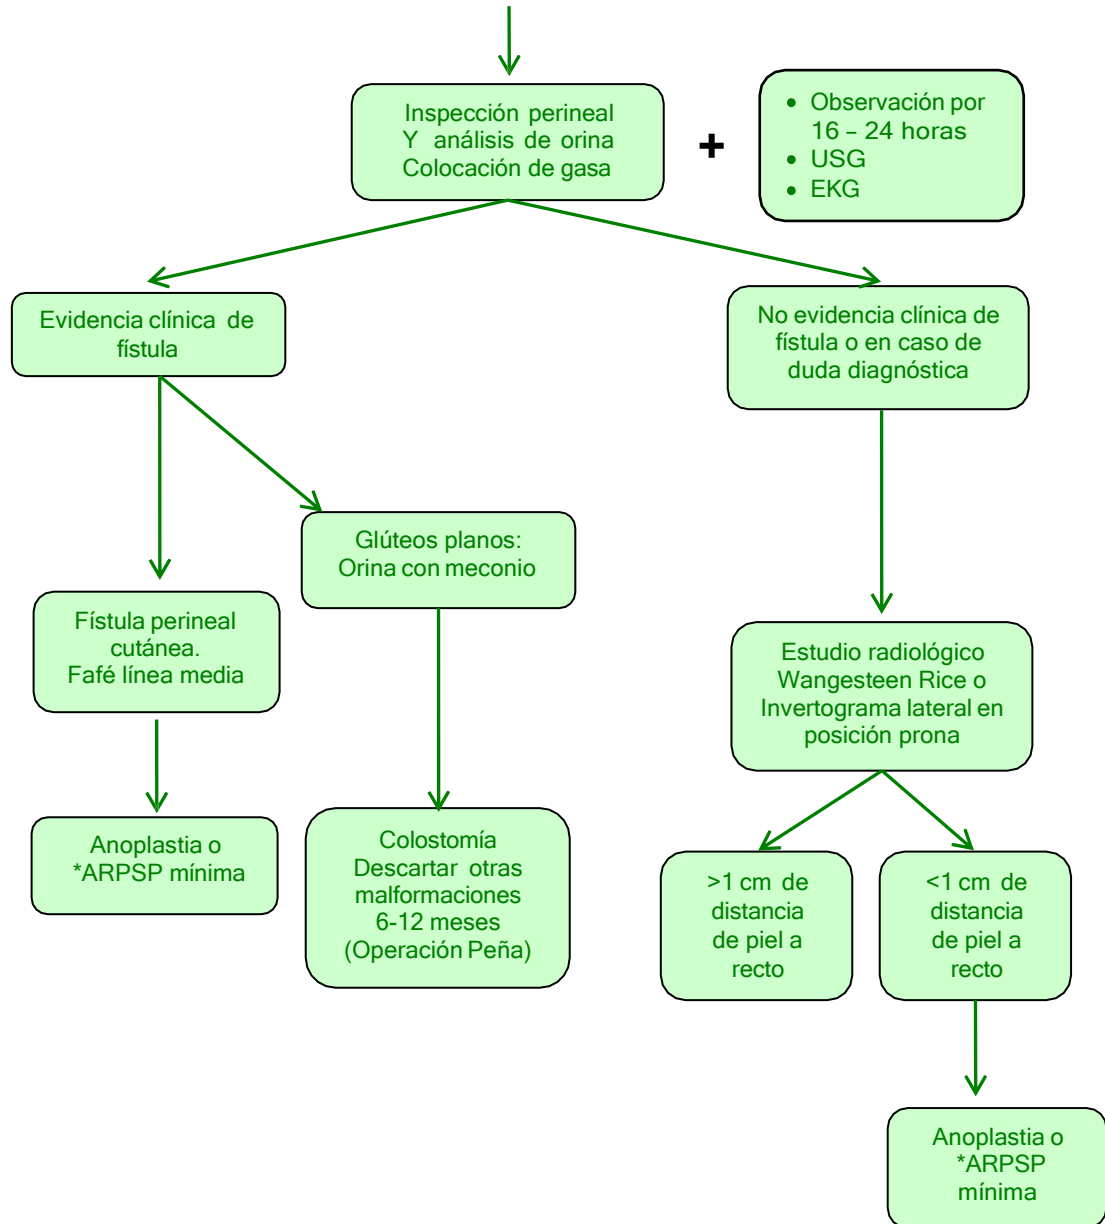 Inspección perineal
Y análisis de orina
Colocación de gasa
+
• Observación por
16 – 24 horas
• USG
• EKG
Evidencia clínica de
fístula
No evidencia clínica de
fístula o en caso de
duda diagnóstica
Glúteos planos:
Orina con meconio
Fístula perineal
cutánea.
Fafé línea media
Estudio radiológico
Wangesteen Rice o
Invertograma lateral en
posición prona
Anoplastia o
*ARPSP mínima
Colostomía
Descartar otras
malformaciones
6-12 meses
(Operación Peña)
>1 cm de
distancia
de piel a
recto
<1 cm de
distancia
de piel a
recto
Anoplastia o
*ARPSP
mínima